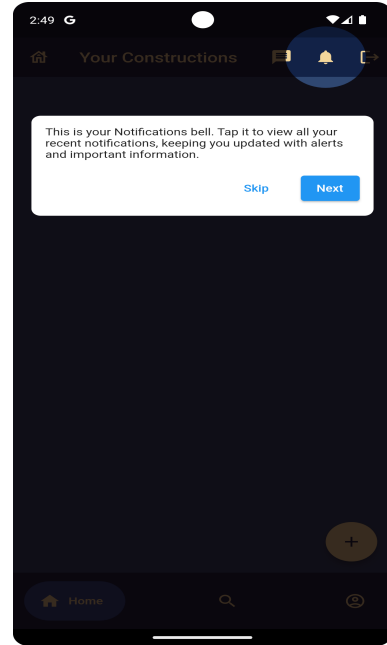 2:49 G
Your Constructions
This is your Notifications bell. Tap it to view all your
recent notifications, keeping you updated with alerts
and important information.
Skip Next
Home